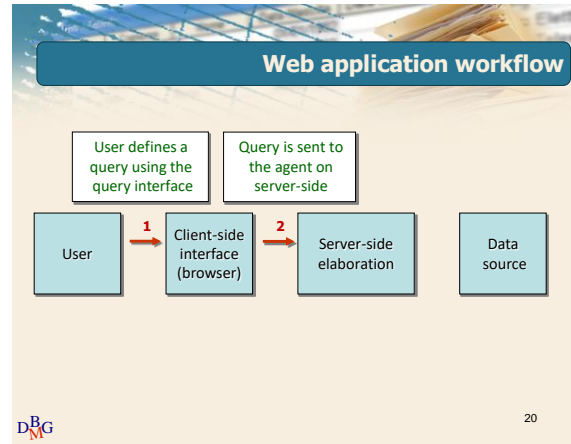 Web application workflow
User defines a
query using the
query interface
Query is sent to
the agent on
server-side
User
1
Client-side
interface
(browser)
2
Server-side
elaboration
Data
source
DBMG
20